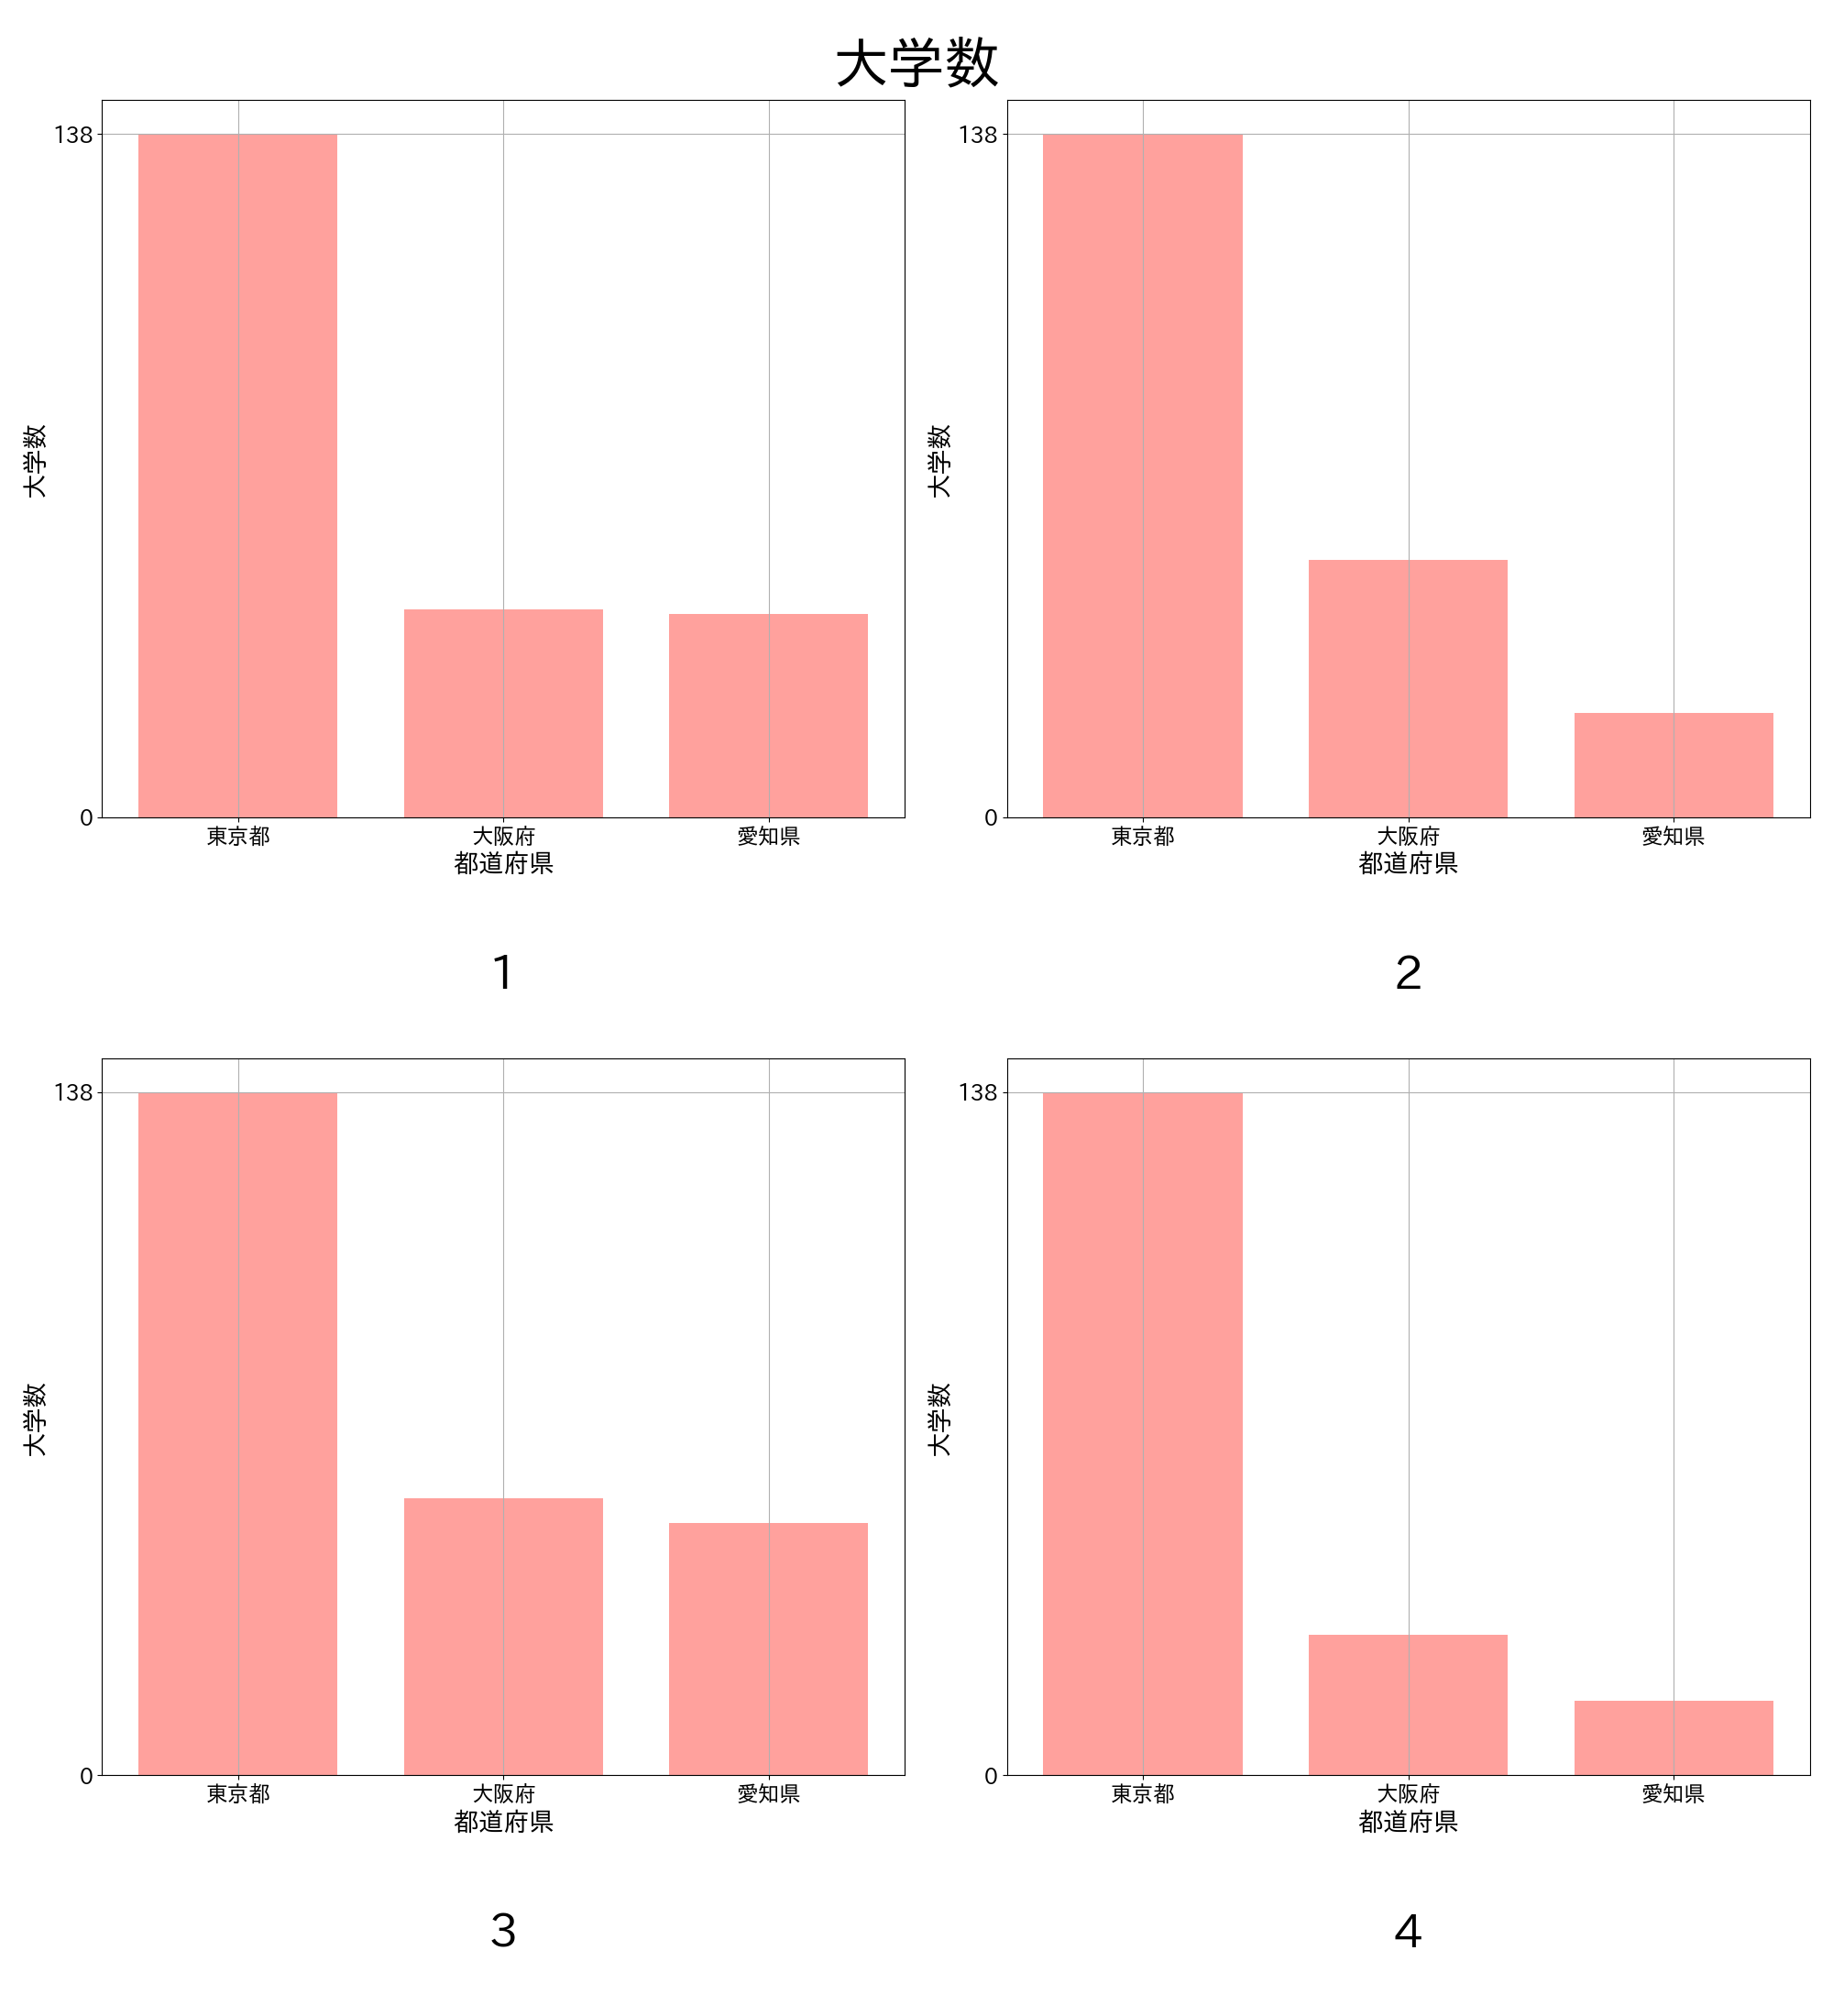 大学数
138
0
大学数
東京都 大阪府 愛知県
都道府県
1
138
0
大学数
東京都 大阪府 愛知県
都道府県
2
138
0
大学数
東京都 大阪府 愛知県
都道府県
3
138
0
大学数
東京都 大阪府 愛知県
都道府県
4